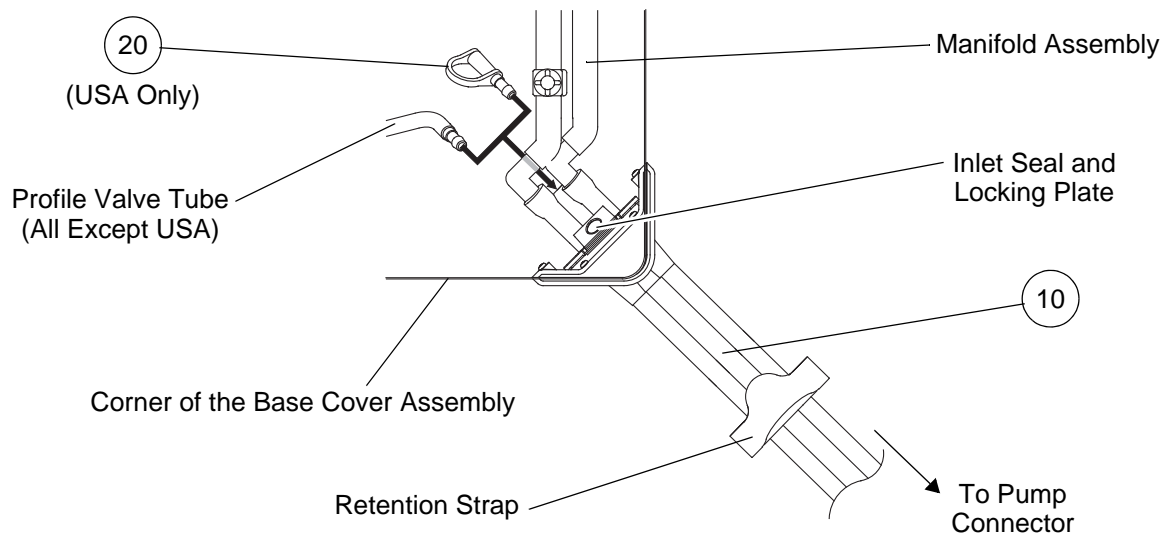 20
(USA Only)
Manifold Assembly
Profile Valve Tube
(All Except USA)
Inlet Seal and
Locking Plate
10
Corner of the Base Cover Assembly
Retention Strap
To Pump
Connector